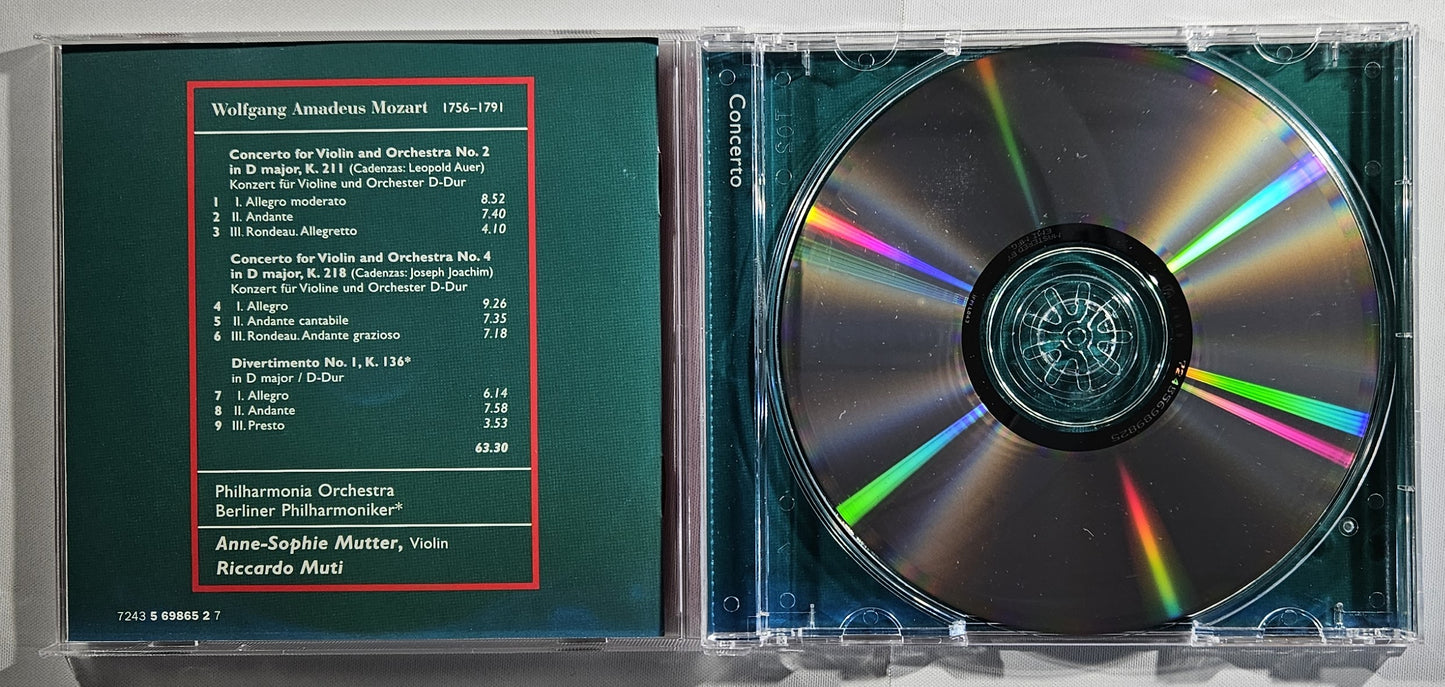 Wolfgang Amadeus Mozart 1756–1791
Concerto for Violin and Orchestra No. 2
in D major, K. 211 (Cadenzas: Leopold Auer)
Konzert für Violine und Orchester D-Dur
1 I. Allegro moderato 8.52
2 II. Andante 7.40
3 III. Rondeau. Allegretto 4.10
Concerto for Violin and Orchestra No. 4
in D major, K. 218 (Cadenzas: Joseph Joachim)
Konzert für Violine und Orchester D-Dur
4 I. Allegro 9.26
5 II. Andante cantabile 7.35
6 III. Rondeau. Andante grazioso 7.18
Divertimento No. 1, K. 136*
in D major / D-Dur
7 I. Allegro 6.14
8 II. Andante 7.58
9 III. Presto 3.53
63.30
Philharmonia Orchestra
Berliner Philharmoniker*
Anne-Sophie Mutter, Violin
Riccardo Muti
7243 5 69865 2 7
Concerto
MASTERED BY